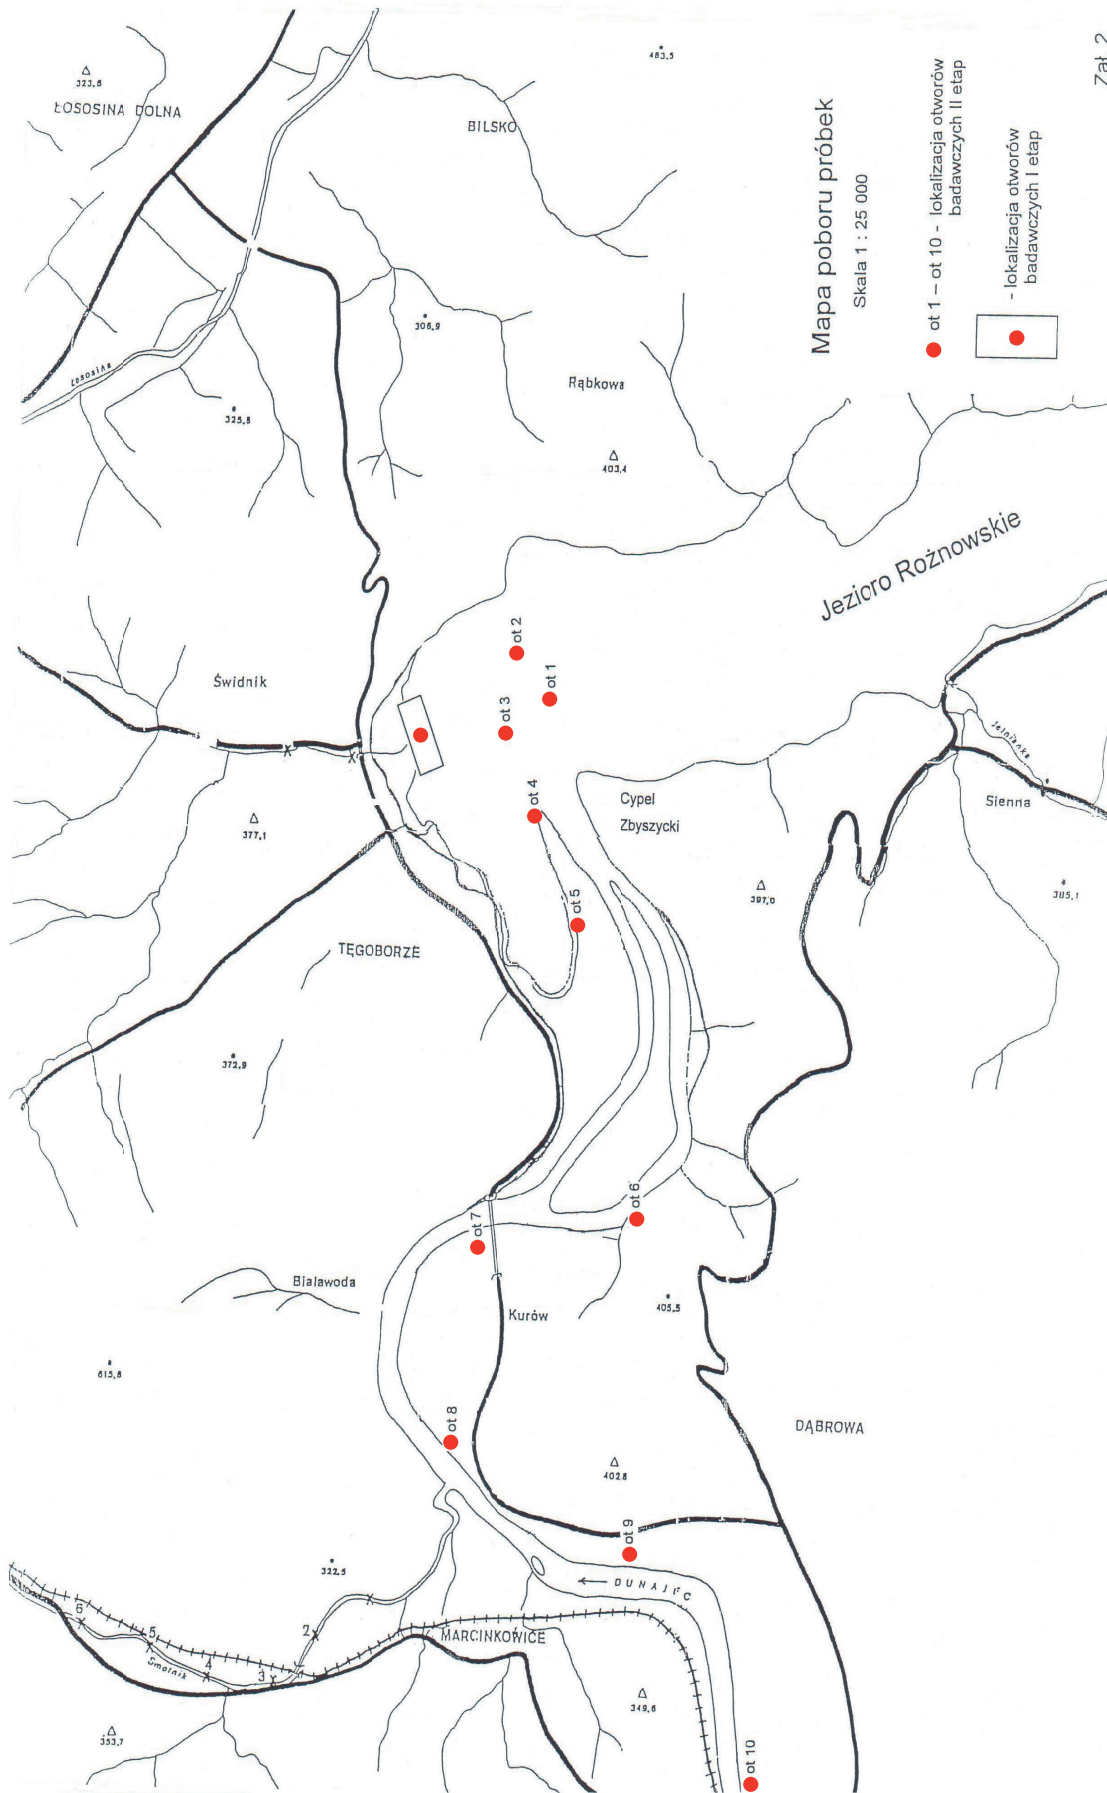 Zał. 2
323,8
ŁOSOSINA DOLNA
483,5
BILSKO
Mapa poboru próbek
Skala 1 : 25 000
ot 1 – ot 10 - lokalizacja otworów
badawczych II etap
- lokalizacja otworów
badawczych I etap
Łososina
306,9
325,8
Rąbkowa
403,4
Jezioro Rożnowskie
Świdnik
ot 2
ot 1
ot 3
ot 4
377,1
Cypel
Zbyszycki
Sienna
397,0
385,1
ot 5
TĘGOBORZE
372,9
ot 6
ot 7
Bialawoda
Kurów
405,5
615,8
ot 8
DĄBROWA
402,8
ot 9
322,5
DUNAJEC
6
5
4
3
2
Smolnik
MARCINKOWICE
349,6
353,7
ot 10